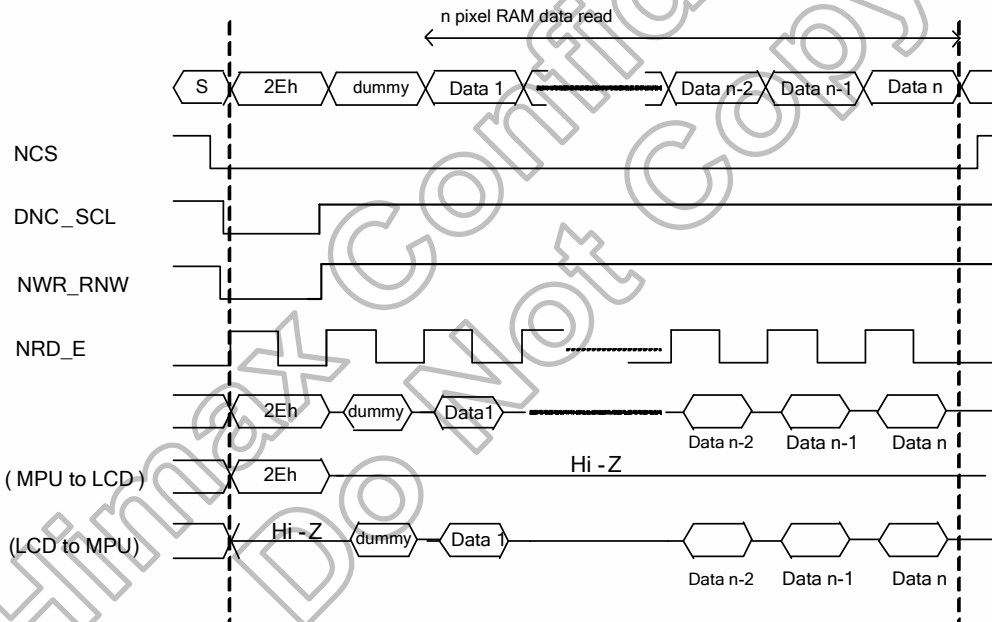 n pixel RAM data read
S 2Eh dummy Data 1 Data n-2 Data n-1 Data n
NCS
DNC_SCL
NWR_RNW
NRD_E
2Eh dummy Data1 Data n-2 Data n-1 Data n
( MPU to LCD ) 2Eh Hi - Z
(LCD to MPU) Hi - Z dummy Data 1 Data n-2 Data n-1 Data n
Himax Confid
Do Not Copy